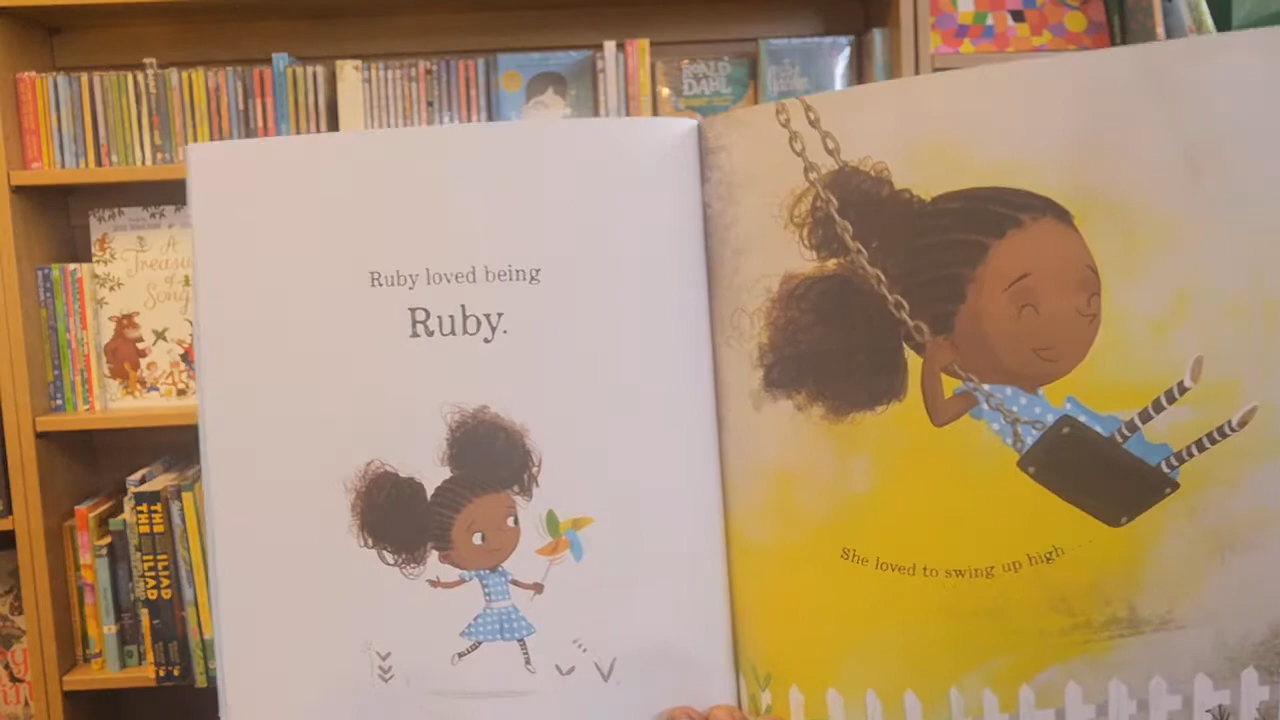 Ruby loved being
Ruby.
She loved to swing up high...
ROALD
DAHL
A
Treasury
of
Song
THE ILIAD
THE ILIAD